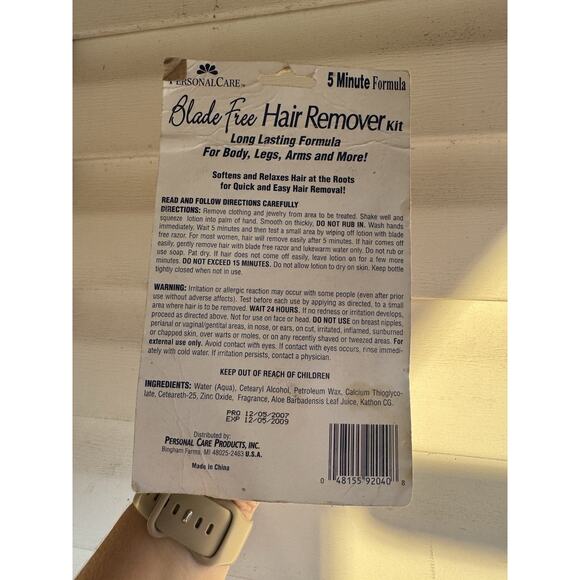 PERSONAL CARE™
5 Minute Formula
Blade Free Hair Remover Kit
Long Lasting Formula
For Body, Legs, Arms and More!
Softens and Relaxes Hair at the Roots
for Quick and Easy Hair Removal!
READ AND FOLLOW DIRECTIONS CAREFULLY
DIRECTIONS: Remove clothing and jewelry from area to be treated. Shake well and
squeeze lotion into palm of hand. Smooth on thickly, DO NOT RUB IN. Wash hands
immediately. Wait 5 minutes and then test a small area by wiping off lotion with blade
free razor. For most women, hair will remove easily after 5 minutes. If hair comes off
easily, gently remove hair with blade free razor and lukewarm water only. Do not rub or
use soap. Pat dry. If hair does not come off easily, leave lotion on for a few more
minutes. DO NOT EXCEED 15 MINUTES. Do not allow lotion to dry on skin. Keep bottle
tightly closed when not in use.
WARNING: Irritation or allergic reaction may occur with some people (even after prior
use without adverse affects). Test before each use by applying as directed, to a small
area where hair is to be removed. WAIT 24 HOURS. If no redness or irritation develops,
proceed as directed above. Not for use on face or head. DO NOT USE on breast nipples,
perianal or vaginal/genital areas, in nose, or ears, on cut, irritated, inflamed, sunburned
or chapped skin, over warts or moles, or on any recently shaved or tweezed areas. For
external use only. Avoid contact with eyes. If contact with eyes occurs, rinse immedi-
ately with cold water. If irritation persists, contact a physician.
KEEP OUT OF REACH OF CHILDREN
INGREDIENTS: Water (Aqua), Cetearyl Alcohol, Petroleum Wax, Calcium Thioglyco-
late, Ceteareth-25, Zinc Oxide, Fragrance, Aloe Barbadensis Leaf Juice, Kathon CG.
PRO 12/05/2007
EXP 12/05/2009
Distributed by:
PERSONAL CARE PRODUCTS, INC.
Bingham Farms, MI 48025-2463 U.S.A.
Made in China
0 48155 92040 8